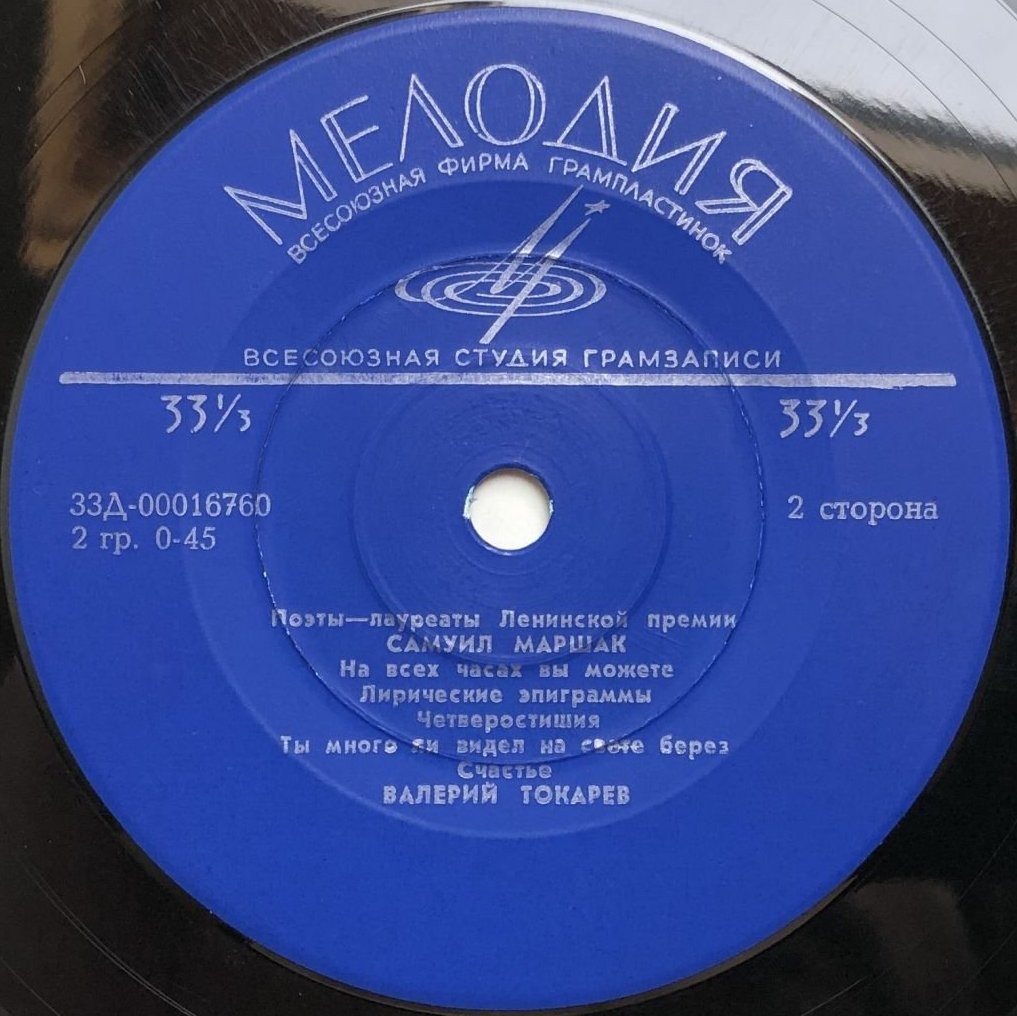 МЕЛОДИЯ
ВСЕСОЮЗНАЯ ФИРМА ГРАМПЛАСТИНОК
ВСЕСОЮЗНАЯ СТУДИЯ ГРАМЗАПИСИ
33⅓ 33⅓
33Д-00016760 2 сторона
2 гр. 0-45
Поэты—лауреаты Ленинской премии
САМУИЛ МАРШАК
На всех часах вы можете
Лирические эпиграммы
Четверостишия
Ты много ли видел на свете берез
Счастье
ВАЛЕРИЙ ТОКАРЕВ